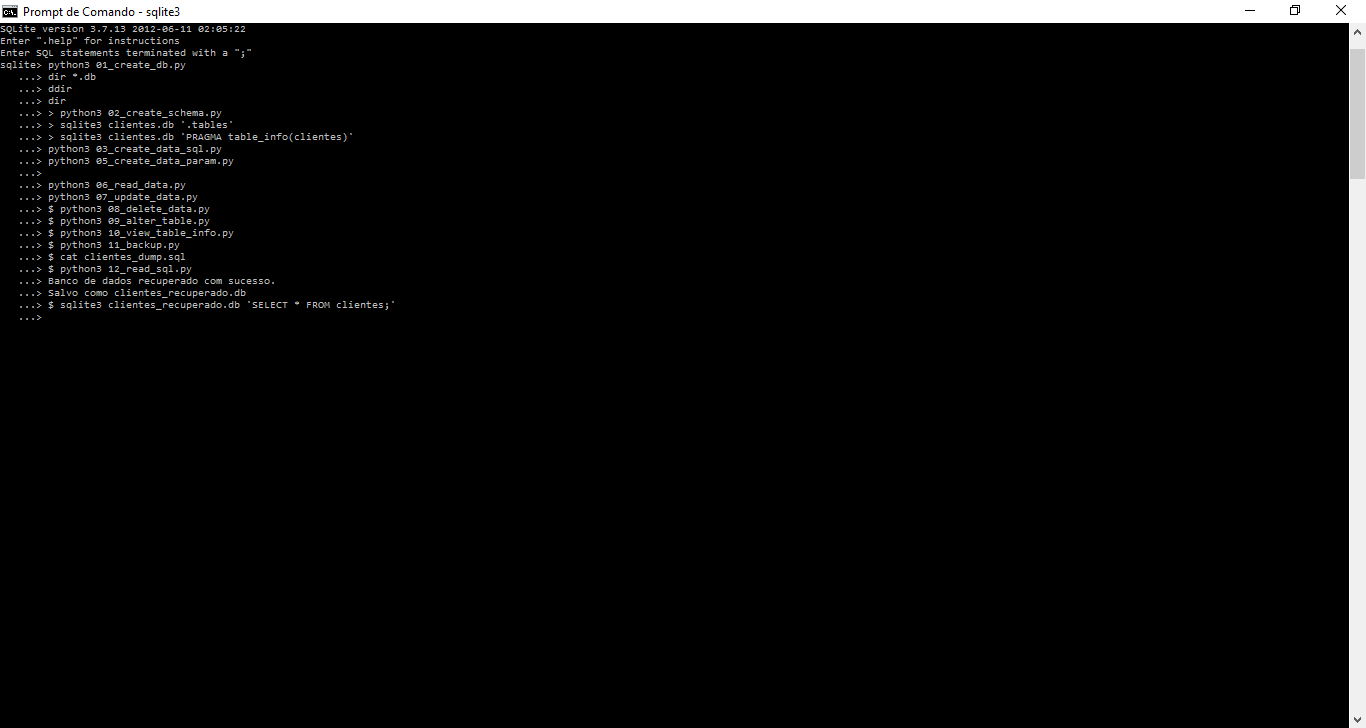 Prompt de Comando - sqlite3
SQLite version 3.7.13 2012-06-11 02:05:22
Enter ".help" for instructions
Enter SQL statements terminated with a ";"
sqlite> python3 01_create_db.py
   ...> dir *.db
   ...> ddir
   ...> dir
   ...> > python3 02_create_schema.py
   ...> > sqlite3 clientes.db '.tables'
   ...> > sqlite3 clientes.db 'PRAGMA table_info(clientes)'
   ...> python3 03_create_data_sql.py
   ...> python3 05_create_data_param.py
   ...>
   ...> python3 06_read_data.py
   ...> python3 07_update_data.py
   ...> $ python3 08_delete_data.py
   ...> $ python3 09_alter_table.py
   ...> $ python3 10_view_table_info.py
   ...> $ python3 11_backup.py
   ...> $ cat clientes_dump.sql
   ...> $ python3 12_read_sql.py
   ...> Banco de dados recuperado com sucesso.
   ...> Salvo como clientes_recuperado.db
   ...> $ sqlite3 clientes_recuperado.db 'SELECT * FROM clientes;'
   ...>